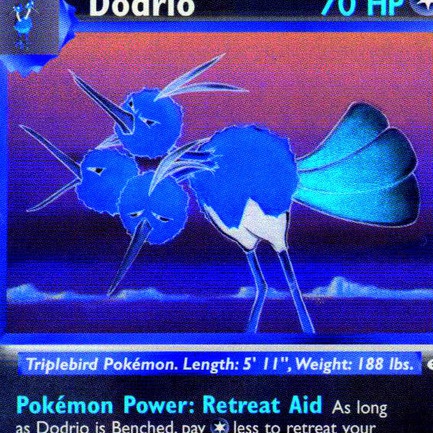 Dodrio 70 HP
Triplebird Pokémon. Length: 5' 11", Weight: 188 lbs.
Pokémon Power: Retreat Aid As long
as Dodrio is Benched, pay less to retreat your